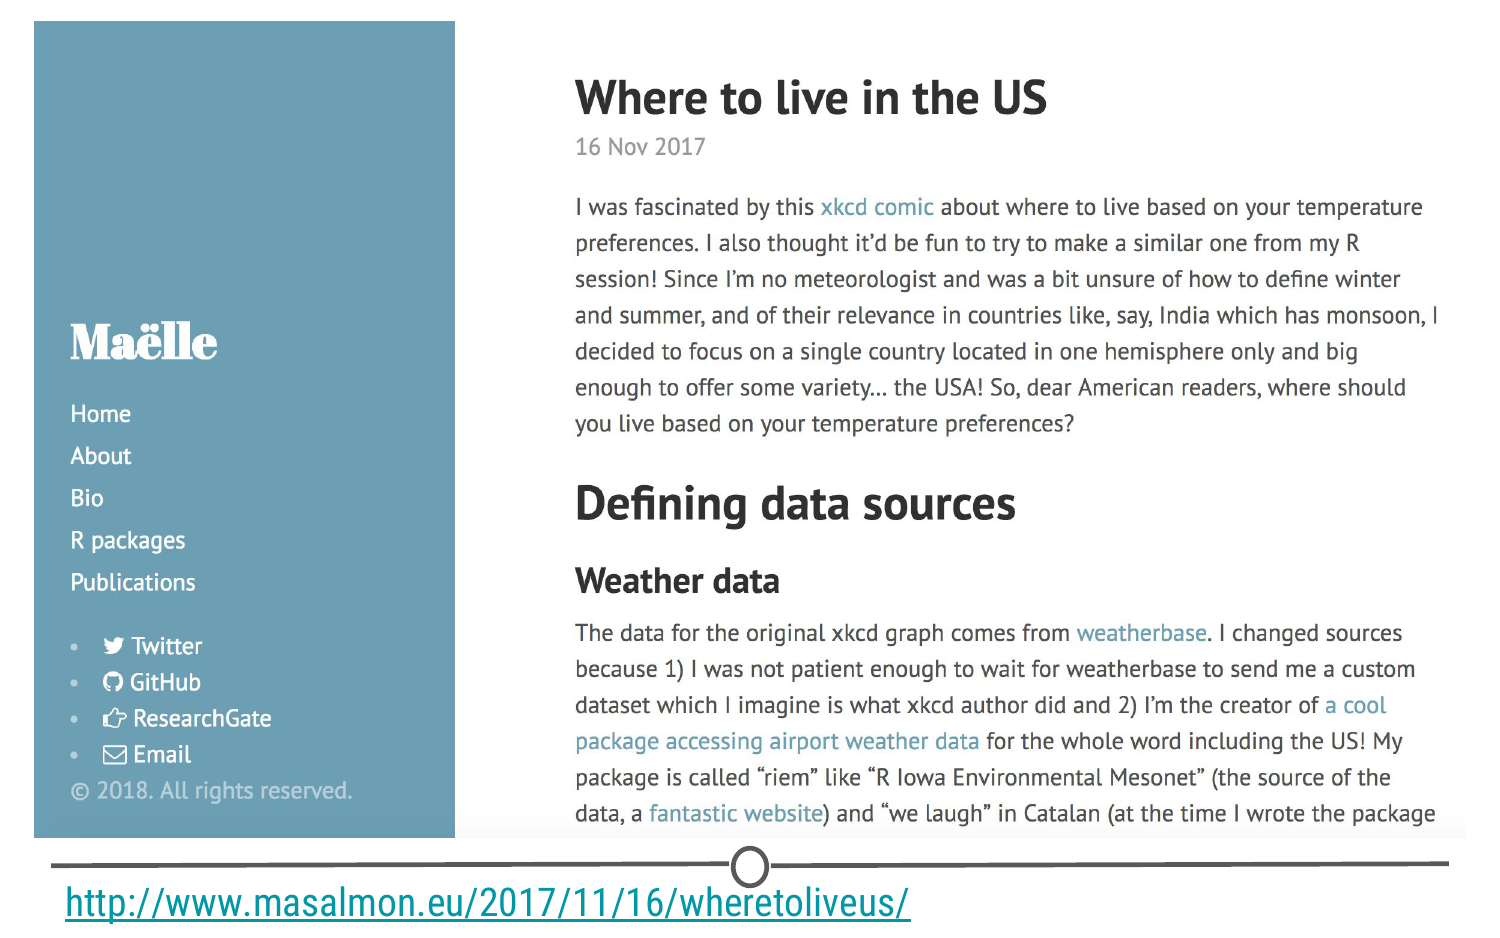 Maëlle
Home
About
Bio
R packages
Publications
Twitter
GitHub
ResearchGate
Email
© 2018. All rights reserved.
Where to live in the US
16 Nov 2017
I was fascinated by this xkcd comic about where to live based on your temperature
preferences. I also thought it’d be fun to try to make a similar one from my R
session! Since I’m no meteorologist and was a bit unsure of how to define winter
and summer, and of their relevance in countries like, say, India which has monsoon, I
decided to focus on a single country located in one hemisphere only and big
enough to offer some variety… the USA! So, dear American readers, where should
you live based on your temperature preferences?
Defining data sources
Weather data
The data for the original xkcd graph comes from weatherbase. I changed sources
because 1) I was not patient enough to wait for weatherbase to send me a custom
dataset which I imagine is what xkcd author did and 2) I’m the creator of a cool
package accessing airport weather data for the whole word including the US! My
package is called “riem” like “R Iowa Environmental Mesonet” (the source of the
data, a fantastic website) and “we laugh” in Catalan (at the time I wrote the package
http://www.masalmon.eu/2017/11/16/wheretoliveus/